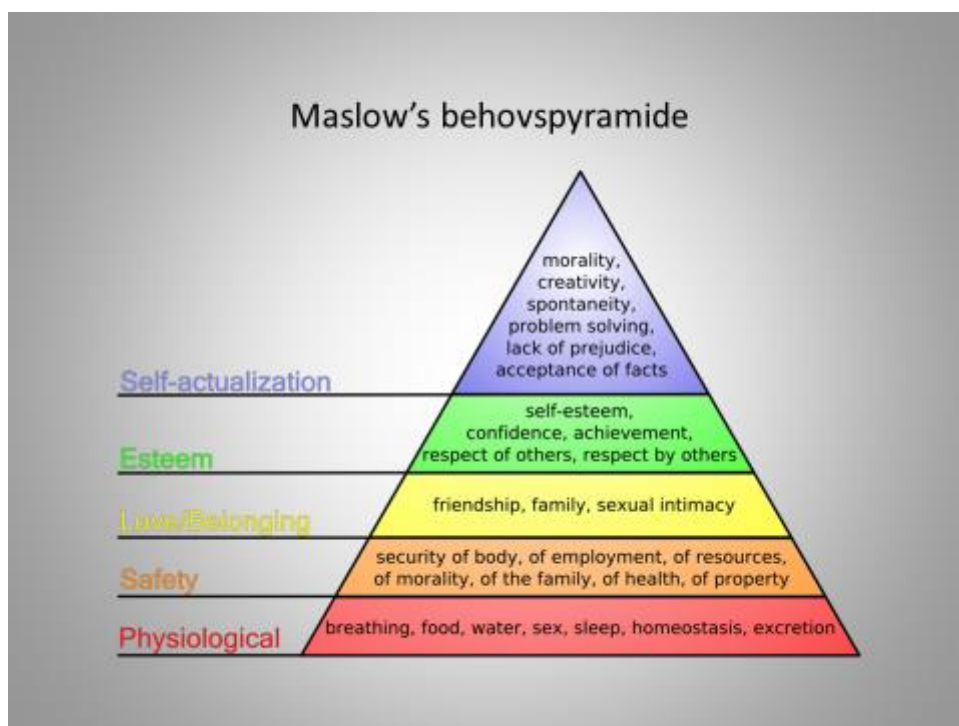 Maslow's behovspyramide
morality,
creativity,
spontaneity,
problem solving,
lack of prejudice,
acceptance of facts
Self-actualization
self-esteem,
confidence, achievement,
respect of others, respect by others
Esteem
friendship, family, sexual intimacy
Love/Belonging
security of body, of employment, of resources,
of morality, of the family, of health, of property
Safety
breathing, food, water, sex, sleep, homeostasis, excretion
Physiological